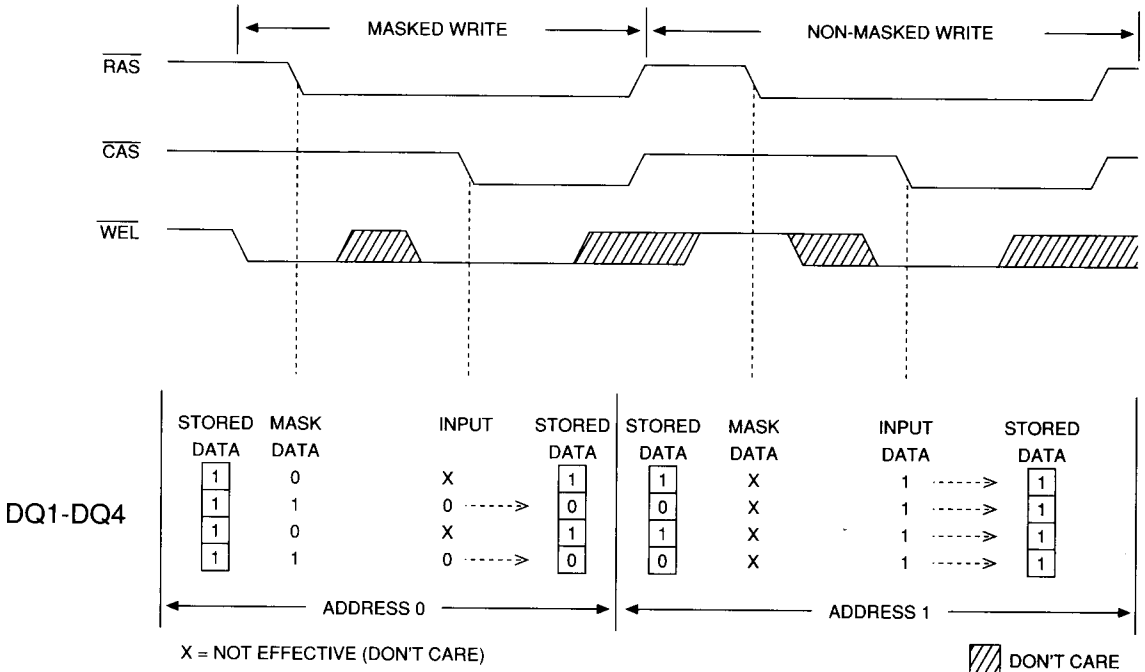 MASKED WRITE NON-MASKED WRITE
RAS
CAS
WEL
STORED MASK INPUT STORED STORED MASK INPUT STORED
DATA DATA DATA DATA DATA DATA DATA
1 0 X 1 1 X 1 1
1 1 0 0 0 X 1 1
1 0 X 1 1 X 1 1
1 1 0 0 0 X 1 1
DQ1-DQ4
ADDRESS 0 ADDRESS 1
X = NOT EFFECTIVE (DON'T CARE) DON'T CARE